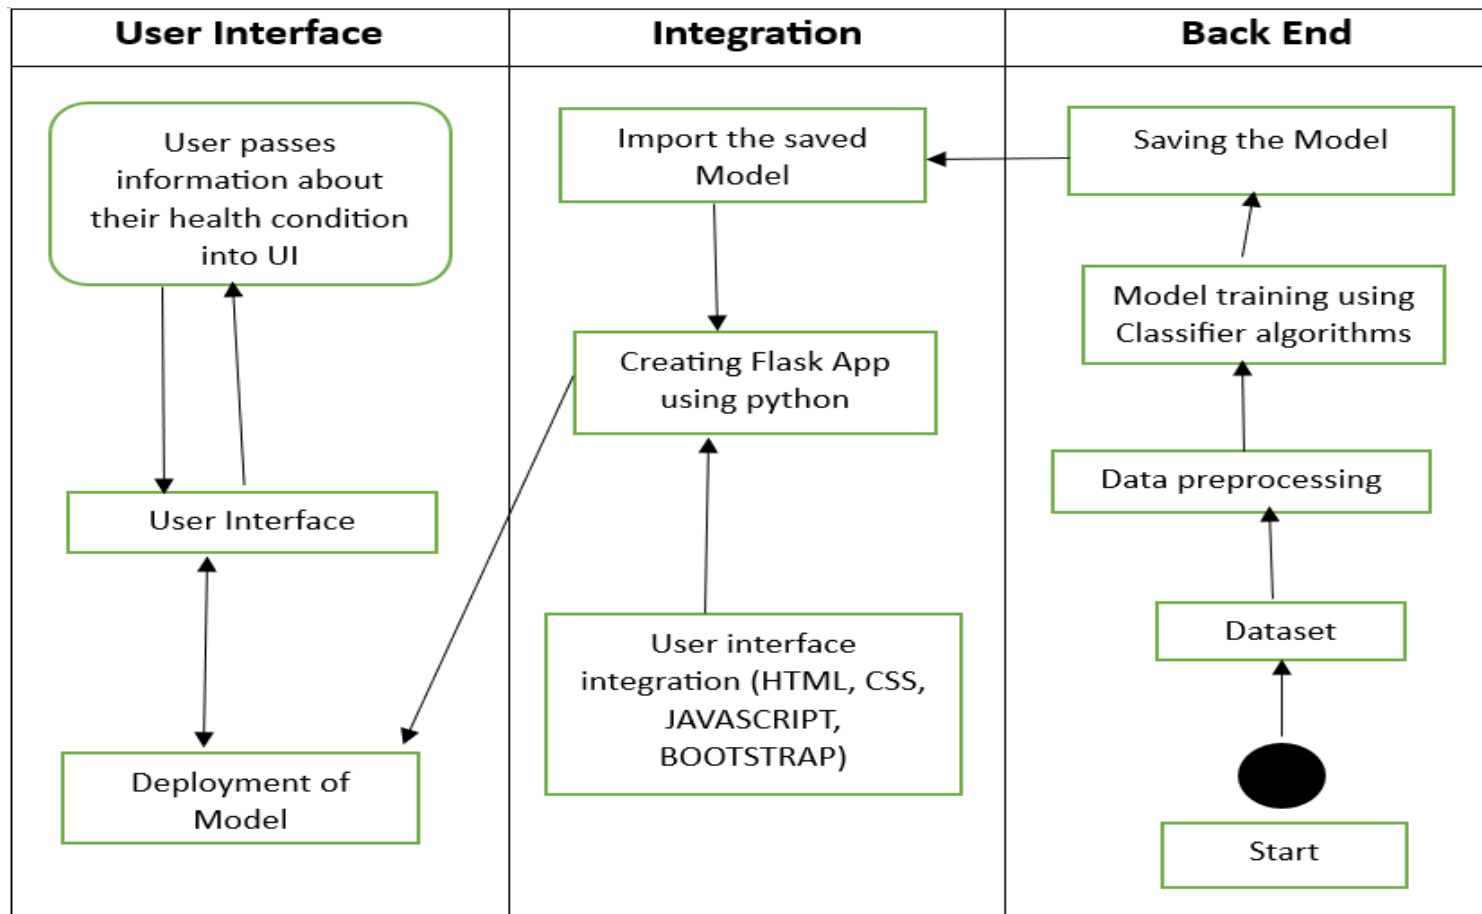 User Interface
Integration
Back End
User passes
information about
their health condition
into UI
User Interface
Deployment of
Model
Import the saved
Model
Creating Flask App
using python
User interface
integration (HTML, CSS,
JAVASCRIPT,
BOOTSTRAP)
Saving the Model
Model training using
Classifier algorithms
Data preprocessing
Dataset
Start